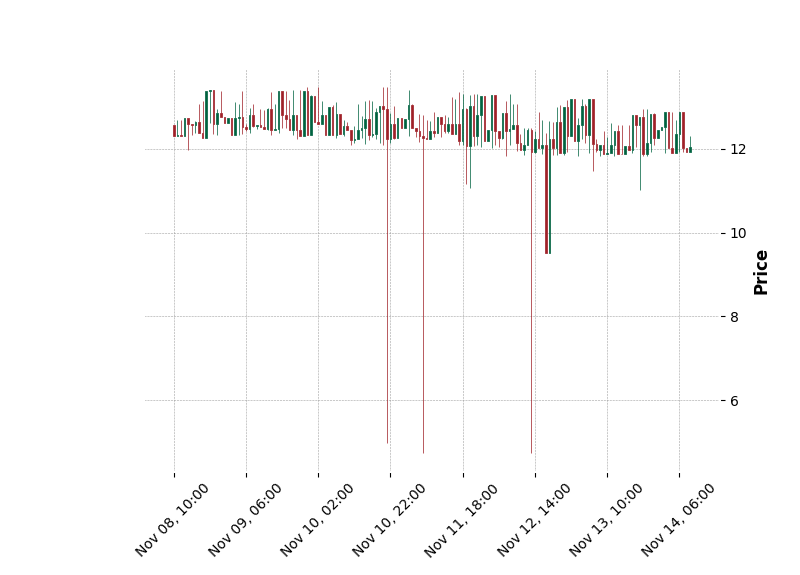 12
10
8
6
Price
Nov 08, 10:00
Nov 09, 06:00
Nov 10, 02:00
Nov 10, 22:00
Nov 11, 18:00
Nov 12, 14:00
Nov 13, 10:00
Nov 14, 06:00